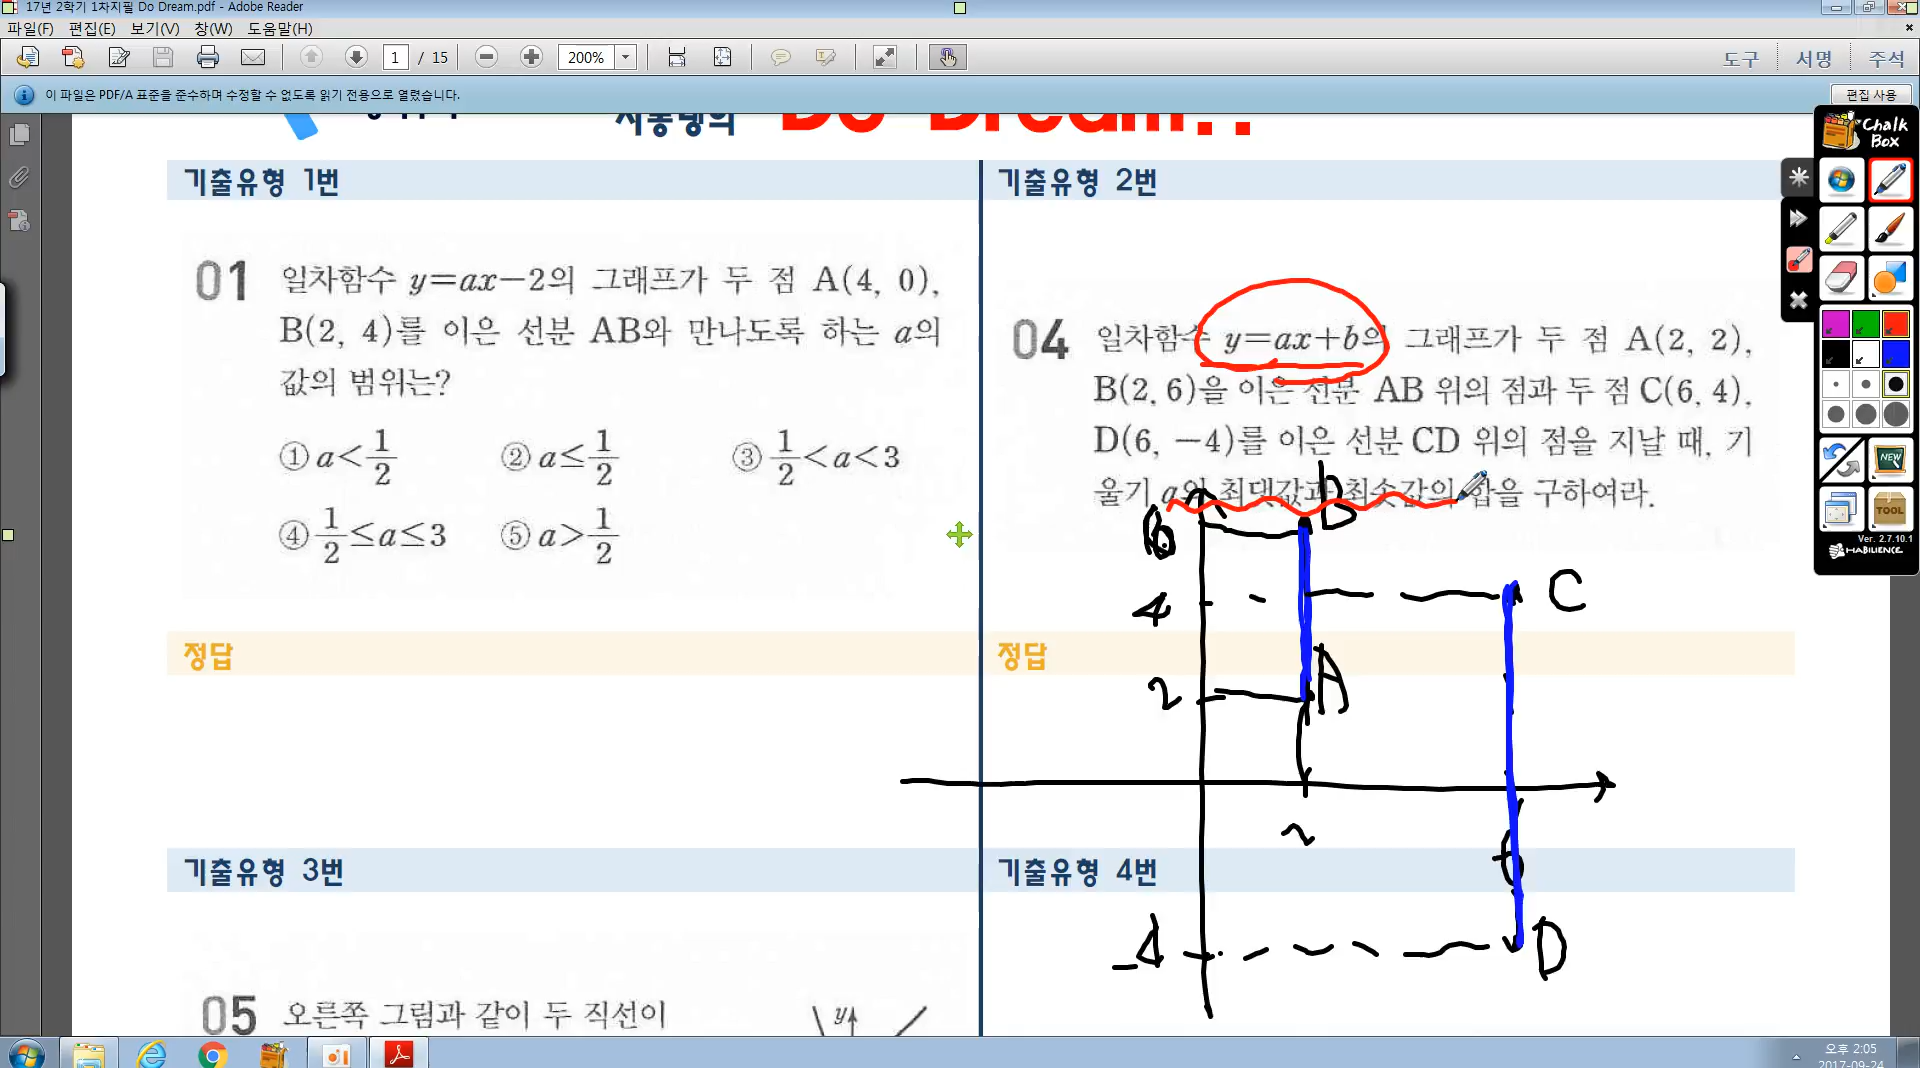 17년 2학기 1차지필 Do Dream.pdf - Adobe Reader
파일(F) 편집(E) 보기(V) 창(W) 도움말(H)
1 / 15
200%
도구 서명 주석
이 파일은 PDF/A 표준을 준수하며 수정할 수 없도록 읽기 전용으로 열렸습니다.
편집 사용
Do Dream..
기출유형 1번
01 일차함수 y=ax−2의 그래프가 두 점 A(4, 0),
B(2, 4)를 이은 선분 AB와 만나도록 하는 a의
값의 범위는?
① a<1/2 ② a≤1/2 ③ 1/2<a<3
④ 1/2≤a≤3 ⑤ a>1/2
정답
기출유형 2번
04 일차함수 y=ax+b의 그래프가 두 점 A(2, 2),
B(2, 6)을 이은 선분 AB 위의 점과 두 점 C(6, 4),
D(6, −4)를 이은 선분 CD 위의 점을 지날 때, 기
울기 a의 최댓값과 최솟값의 합을 구하여라.
B
6
4
C
정답
A
2
2
6
-4
D
기출유형 3번
05 오른쪽 그림과 같이 두 직선이
y
기출유형 4번
Chalk
Box
NEW
TOOL
Ver. 2.7.10.1
HABILIENCE
오후 2:05
2017-09-24